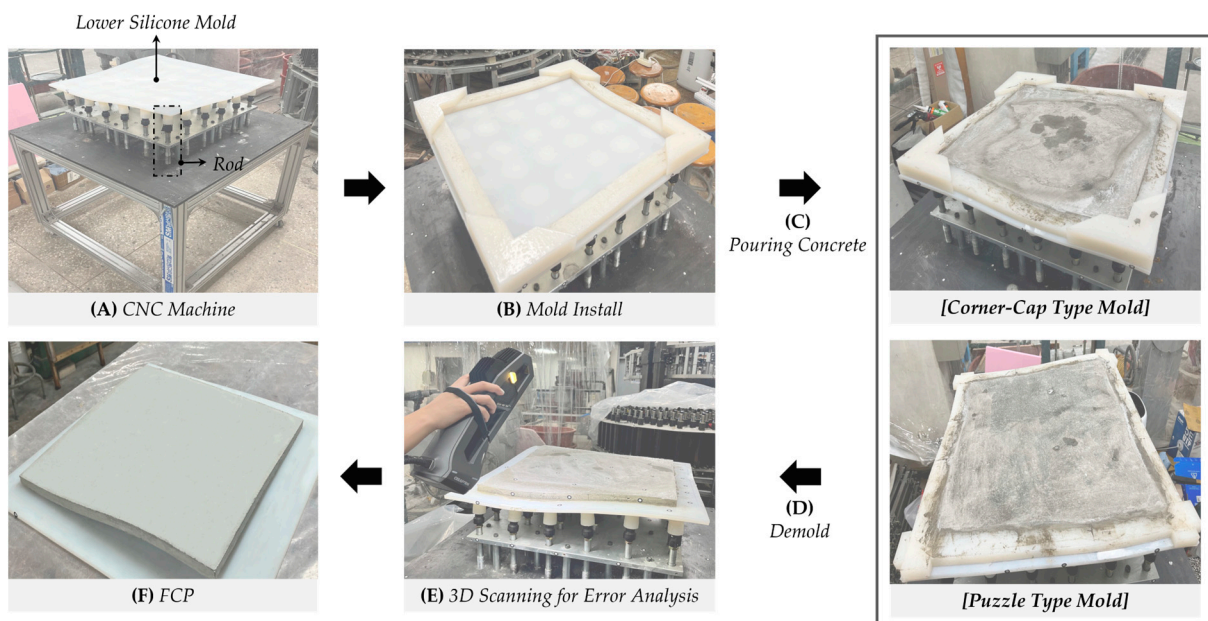 Lower Silicone Mold
Rod
(A) CNC Machine
(B) Mold Install
(C)
Pouring Concrete
[Corner-Cap Type Mold]
[Puzzle Type Mold]
(D)
Demold
(E) 3D Scanning for Error Analysis
(F) FCP